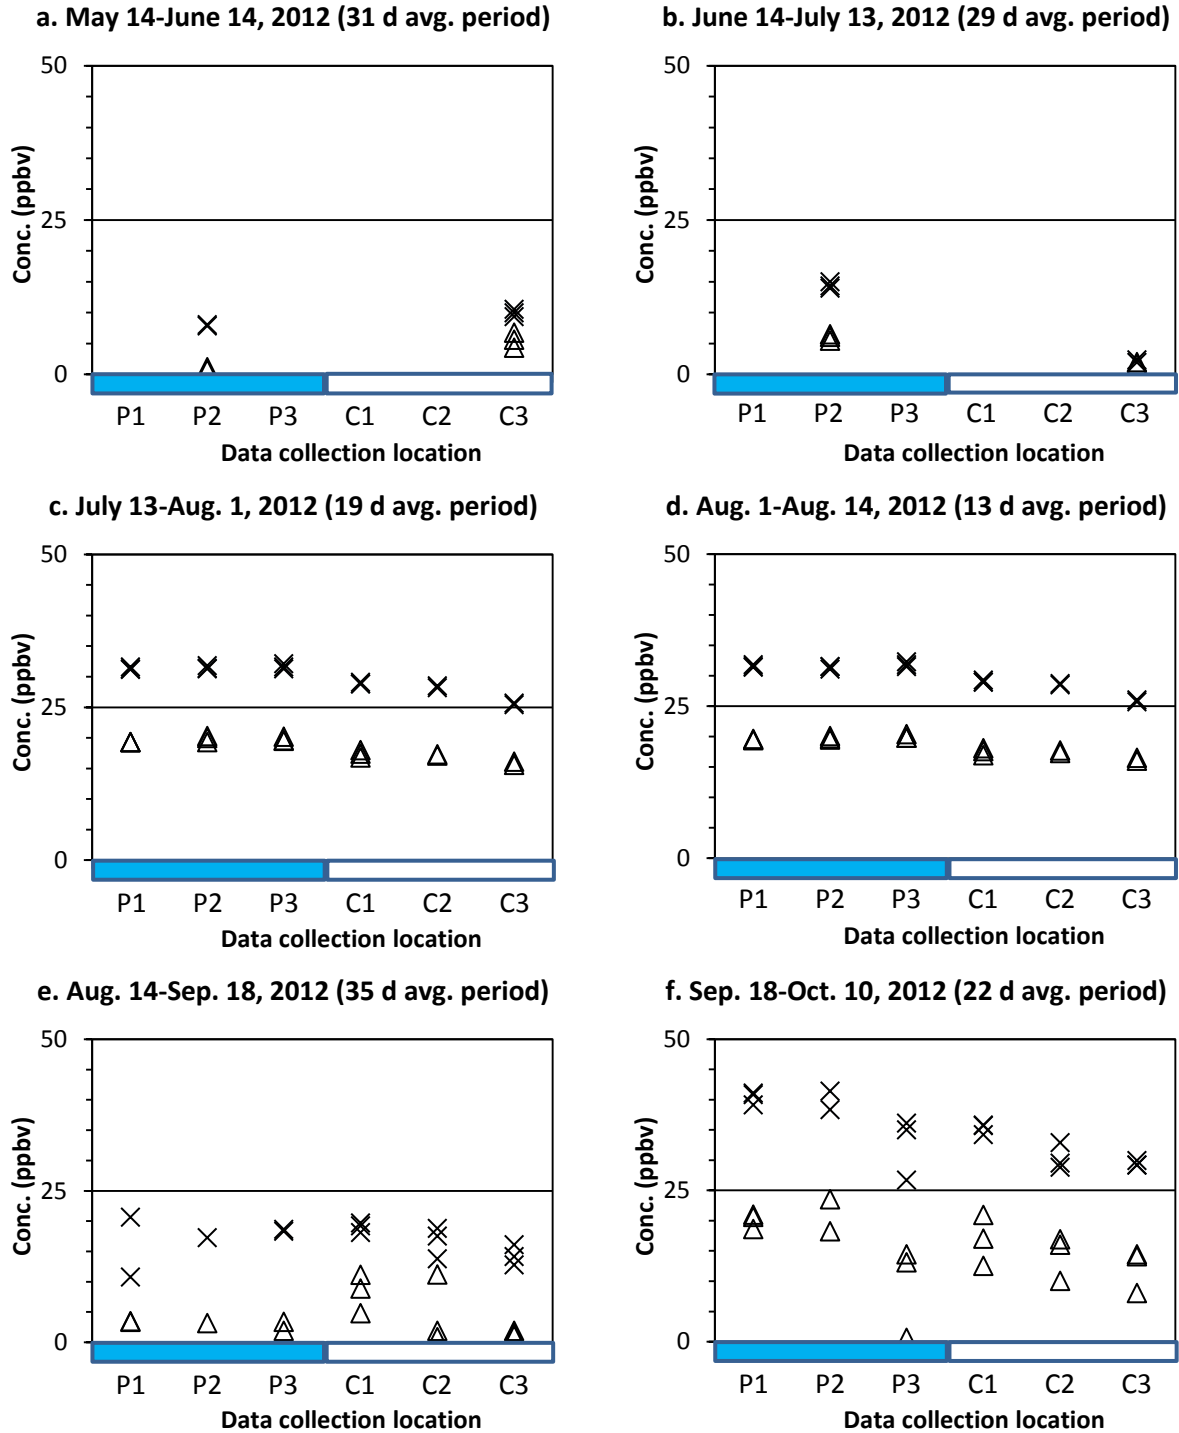 a. May 14-June 14, 2012 (31 d avg. period)
50
25
0
Conc. (ppbv)
P1 P2 P3 C1 C2 C3
Data collection location
b. June 14-July 13, 2012 (29 d avg. period)
50
25
0
Conc. (ppbv)
P1 P2 P3 C1 C2 C3
Data collection location
c. July 13-Aug. 1, 2012 (19 d avg. period)
50
25
0
Conc. (ppbv)
P1 P2 P3 C1 C2 C3
Data collection location
d. Aug. 1-Aug. 14, 2012 (13 d avg. period)
50
25
0
Conc. (ppbv)
P1 P2 P3 C1 C2 C3
Data collection location
e. Aug. 14-Sep. 18, 2012 (35 d avg. period)
50
25
0
Conc. (ppbv)
P1 P2 P3 C1 C2 C3
Data collection location
f. Sep. 18-Oct. 10, 2012 (22 d avg. period)
50
25
0
Conc. (ppbv)
P1 P2 P3 C1 C2 C3
Data collection location